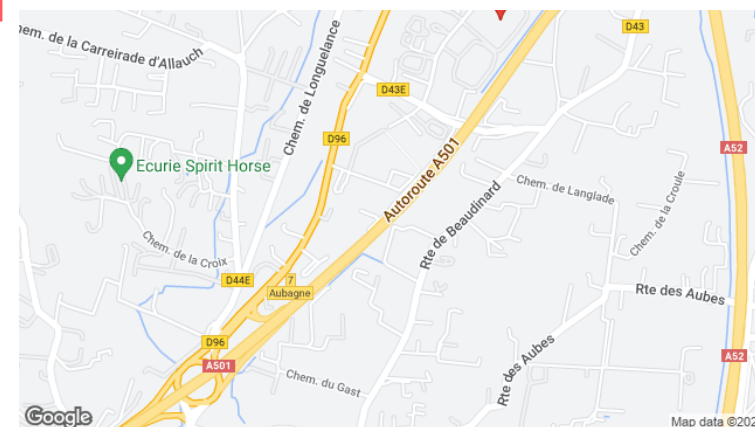 D43
em. de la Carreirade d'Allauch
Chem. de Longuelance
D43E
D96
A52
Ecurie Spirit Horse
Autoroute A501
Chem. de Langlade
Chem. de la Croule
Rte de Beaudinard
Chem. de la Croix
D44E
7
Aubagne
Rte des Aubes
D96
A501
Rte des Aubes
A52
Chem. du Gast
Google
Map data ©202